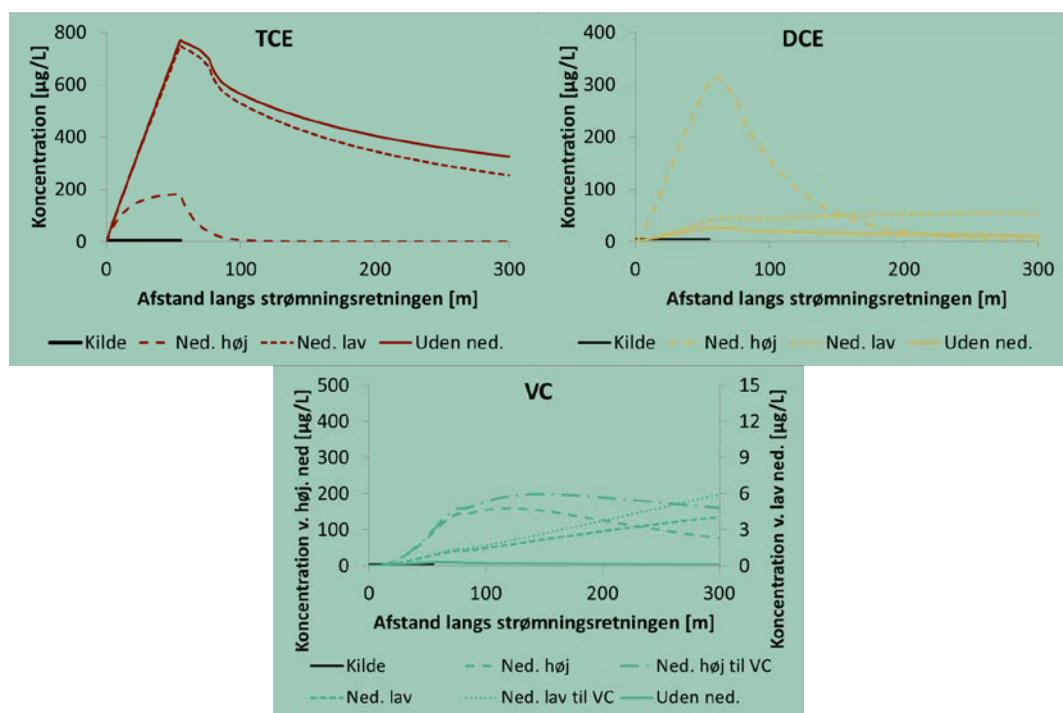 TCE
Koncentration [µg/L]
800
600
400
200
0
0 100 200 300
Afstand langs strømningsretningen [m]
Kilde Ned. høj Ned. lav Uden ned.
DCE
Koncentration [µg/L]
400
300
200
100
0
0 100 200 300
Afstand langs strømningsretningen [m]
Kilde Ned. høj Ned. lav Uden ned.
VC
Koncentration v. høj. ned [µg/L]
500
400
300
200
100
0
0 100 200 300
15
12
9
6
3
0
Koncentration v. lav ned. [µg/L]
Afstand langs strømningsretningen [m]
Kilde Ned. høj Ned. høj til VC
Ned. lav Ned. lav til VC Uden ned.